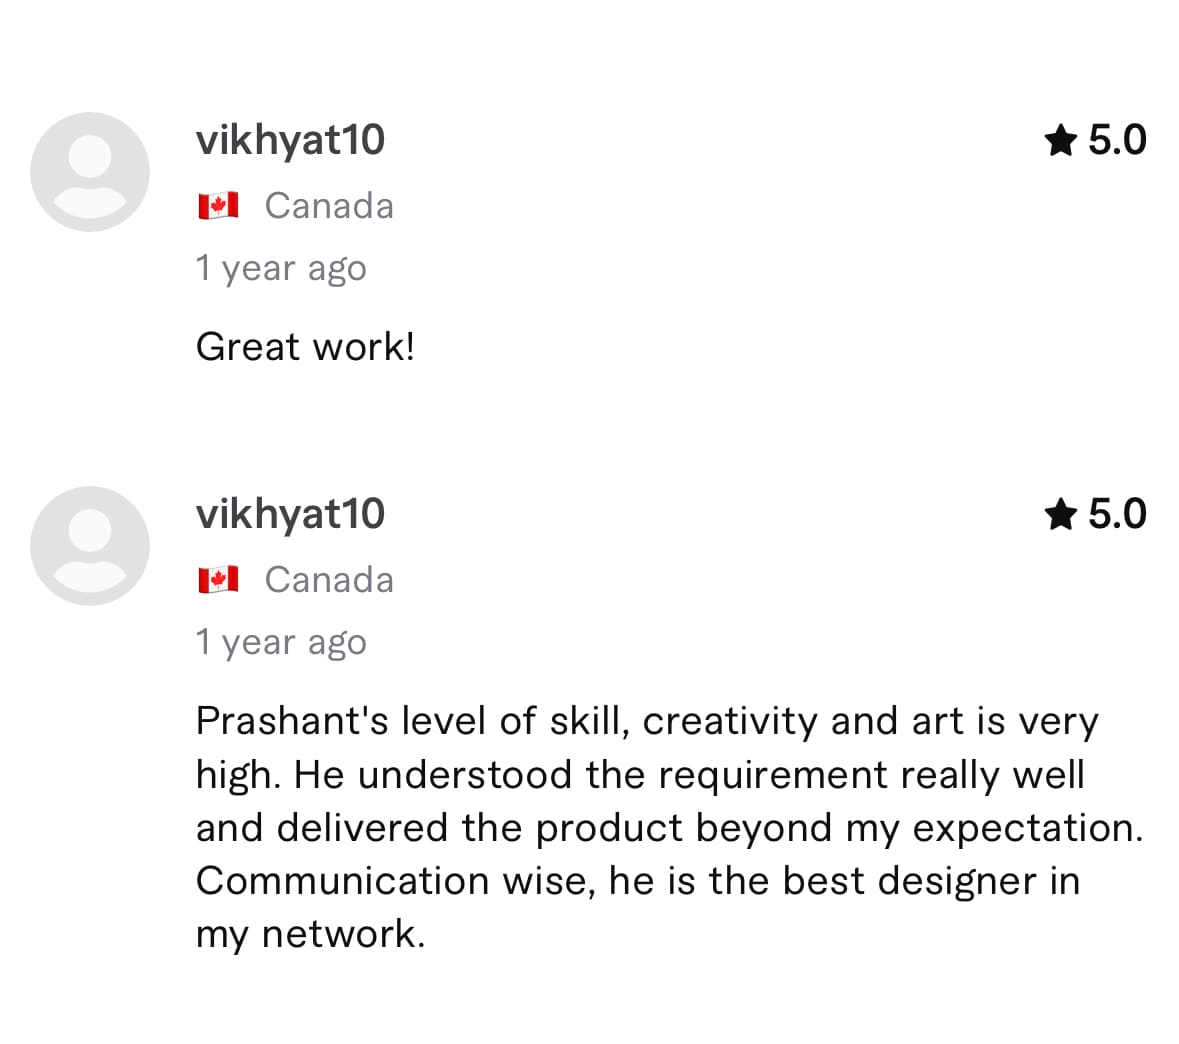 vikhyat10
5.0
Canada
1 year ago
Great work!
vikhyat10
5.0
Canada
1 year ago
Prashant's level of skill, creativity and art is very
high. He understood the requirement really well
and delivered the product beyond my expectation.
Communication wise, he is the best designer in
my network.